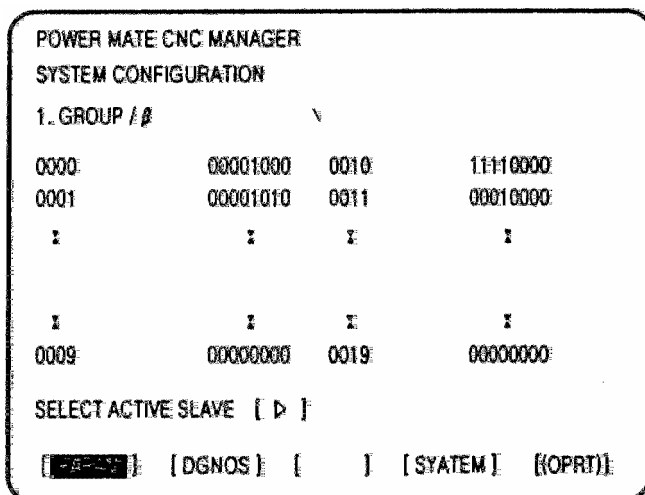 POWER MATE CNC MANAGER
SYSTEM CONFIGURATION
1. GROUP / β
0000 00001000 0010 11110000
0001 00001010 0011 00010000
: : : :
: : : :
0009 00000000 0019 00000000
SELECT ACTIVE SLAVE [ ▷ ]
[ ] [ DGNOS ] [ ] [ SYATEM ] [(OPRT)]